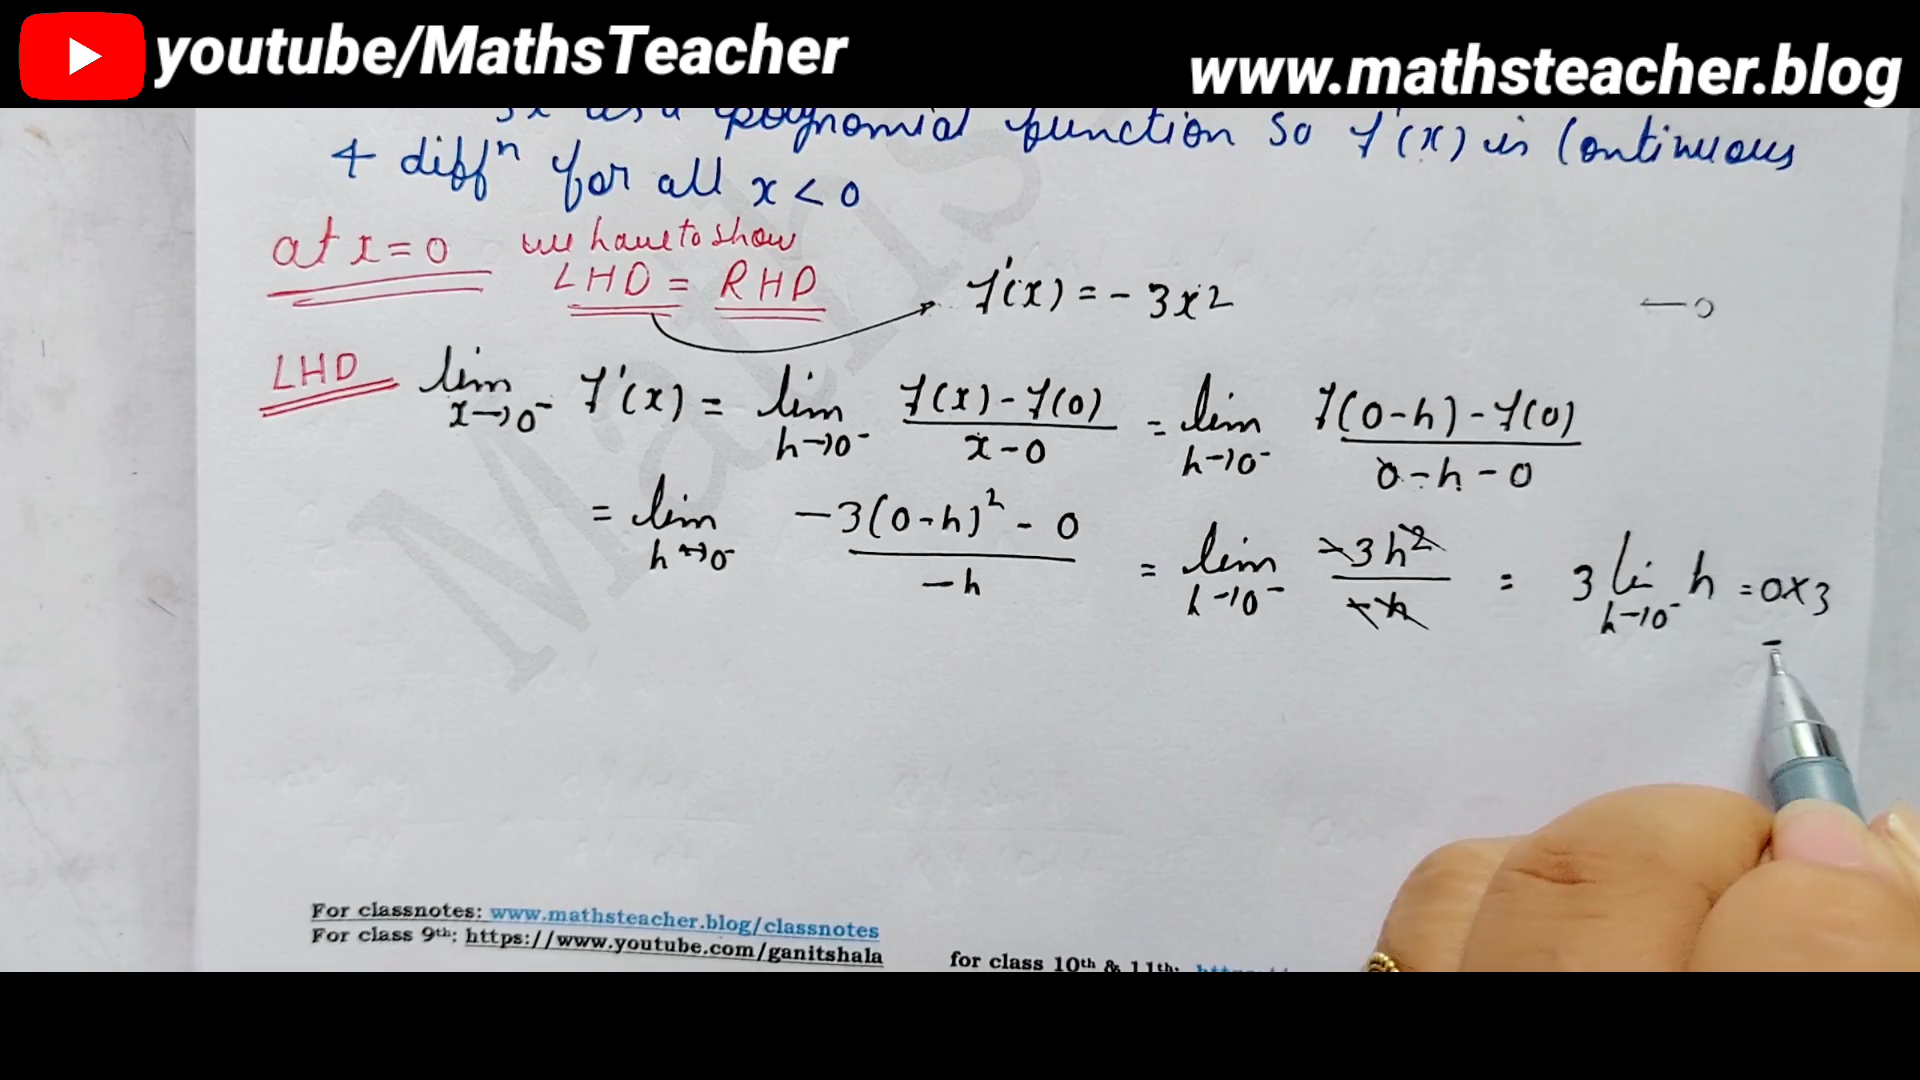 youtube/MathsTeacher
www.mathsteacher.blog
is a polynomial function so f'(x) is Continuous
& diffⁿ for all x < 0
at x = 0 we have to show
LHD = RHD f'(x) = - 3x²
LHD lim x→0⁻ f'(x) = lim h→0⁻ f(x) - f(0) / x - 0 = lim h→0⁻ f(0-h) - f(0) / 0 - h - 0
= lim h→0⁻ -3(0-h)² - 0 / -h = lim h→0⁻ -3h² / -h = 3 lim h→0⁻ h = 0×3
For classnotes: www.mathsteacher.blog/classnotes
For class 9th: https://www.youtube.com/ganitshala
for class 10th & 11th: